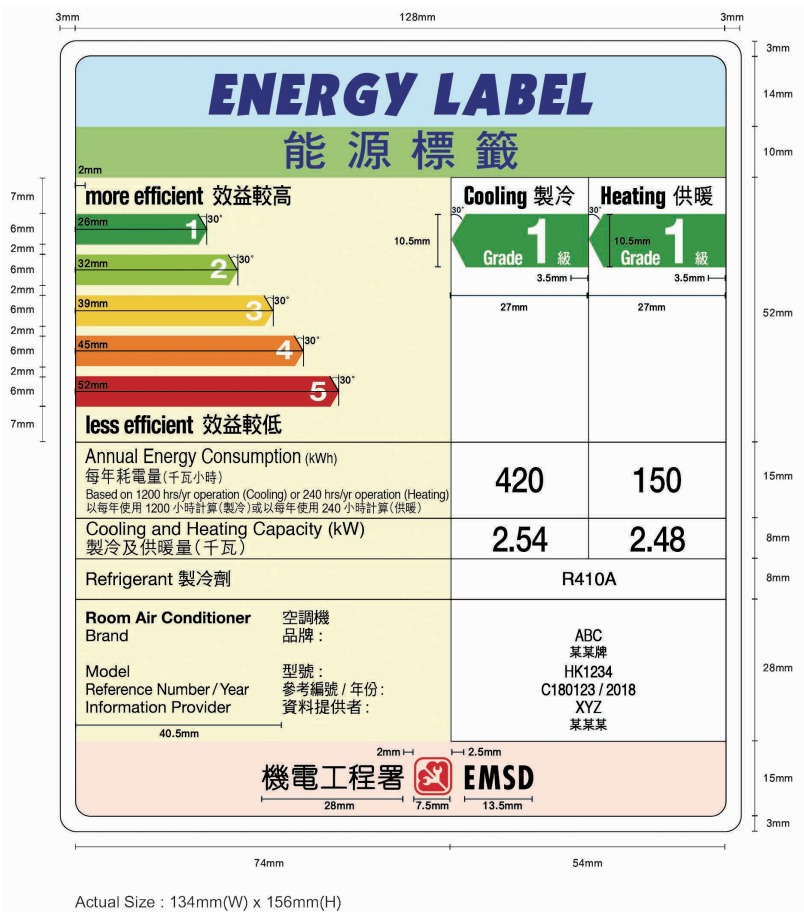 3mm 128mm 3mm
3mm
ENERGY LABEL
14mm
能源標籤
10mm
2mm
7mm
more efficient 效益較高
Cooling 製冷 Heating 供暖
6mm 26mm 1 30°
30° 10.5mm Grade 1 級
30° 10.5mm Grade 1 級
2mm
6mm 32mm 2 30°
3.5mm 3.5mm
2mm
6mm 39mm 3 30°
27mm 27mm
52mm
2mm
6mm 45mm 4 30°
2mm
6mm 52mm 5 30°
7mm
less efficient 效益較低
Annual Energy Consumption (kWh)
每年耗電量(千瓦小時)
420 150
15mm
Based on 1200 hrs/yr operation (Cooling) or 240 hrs/yr operation (Heating)
以每年使用 1200 小時計算(製冷)或以每年使用 240 小時計算(供暖)
Cooling and Heating Capacity (kW)
製冷及供暖量(千瓦)
2.54 2.48
8mm
Refrigerant 製冷劑 R410A
8mm
Room Air Conditioner 空調機
Brand 品牌 : ABC
某某牌
Model 型號 : HK1234
28mm
Reference Number / Year 參考編號 / 年份 : C180123 / 2018
Information Provider 資料提供者 : XYZ
某某某
40.5mm
2mm 2.5mm
機電工程署 EMSD
15mm
28mm 7.5mm 13.5mm
3mm
74mm 54mm
Actual Size : 134mm(W) x 156mm(H)